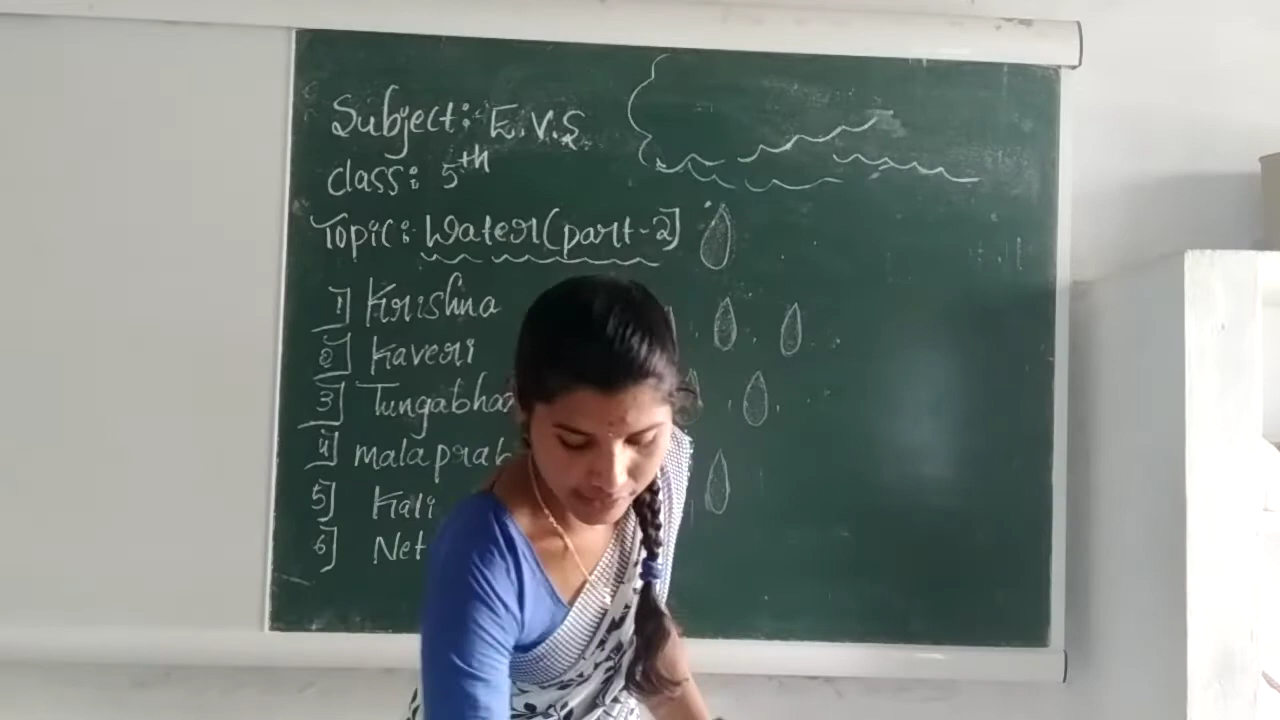 Subject: E.V.S
class: 5th
Topic: Water (part-2]
1] Krishna
2] Kaveri
3] Tungabha
4] malaprab
5] Kali
6] Net